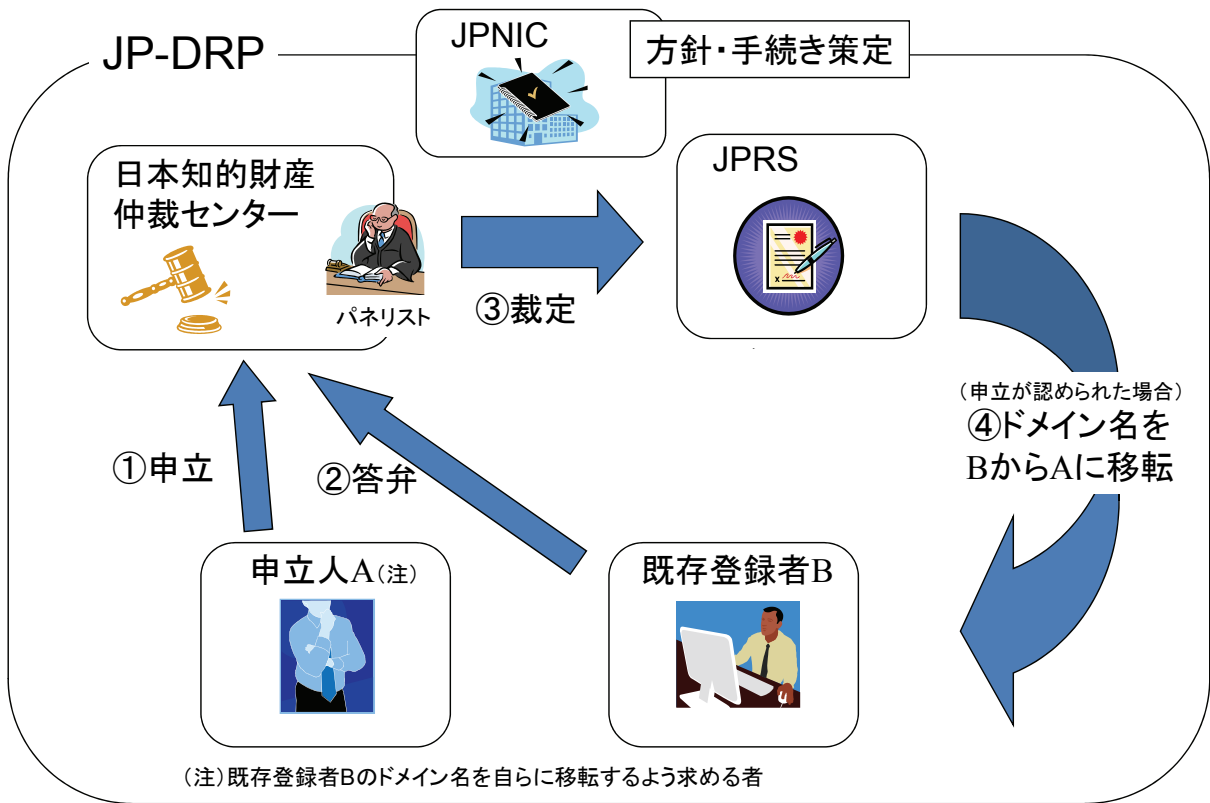 JP-DRP
JPNIC
方針・手続き策定
日本知的財産
仲裁センター
パネリスト
③裁定
JPRS
(申立が認められた場合)
④ドメイン名を
BからAに移転
①申立
②答弁
申立人A(注)
既存登録者B
(注)既存登録者Bのドメイン名を自らに移転するよう求める者